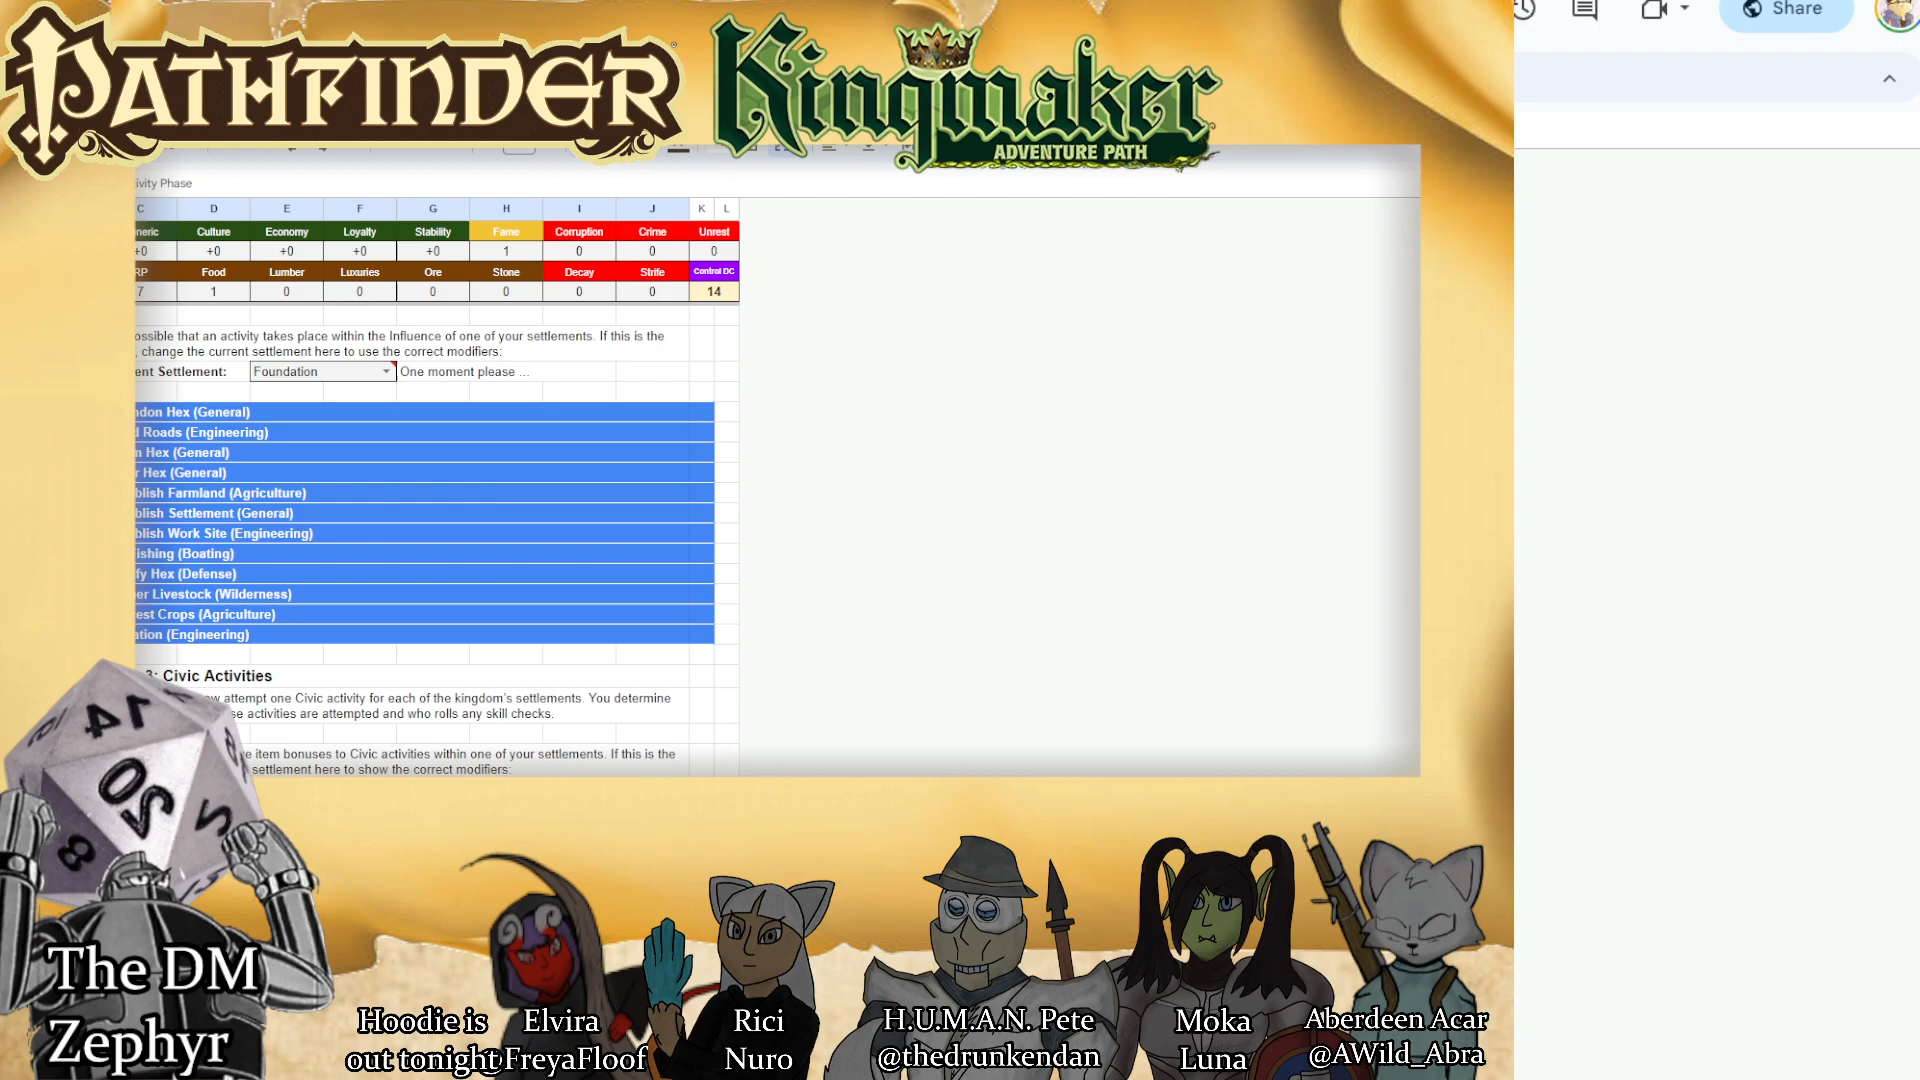 PATHFINDER
Kingmaker
ADVENTURE PATH
Share
ivity Phase
C D E F G H I J K L
neric Culture Economy Loyalty Stability Fame Corruption Crime Unrest
+0 +0 +0 +0 +0 1 0 0 0
RP Food Lumber Luxuries Ore Stone Decay Strife Control DC
7 1 0 0 0 0 0 0 14
ossible that an activity takes place within the Influence of one of your settlements. If this is the
, change the current settlement here to use the correct modifiers:
ent Settlement: Foundation One moment please ...
ndon Hex (General)
d Roads (Engineering)
n Hex (General)
r Hex (General)
blish Farmland (Agriculture)
blish Settlement (General)
blish Work Site (Engineering)
ishing (Boating)
fy Hex (Defense)
er Livestock (Wilderness)
est Crops (Agriculture)
ation (Engineering)
3: Civic Activities
ow attempt one Civic activity for each of the kingdom's settlements. You determine
se activities are attempted and who rolls any skill checks.
e item bonuses to Civic activities within one of your settlements. If this is the
settlement here to show the correct modifiers:
14
20
8
2
The DM
Zephyr
Hoodie is
out tonight
Elvira
@FreyaFloof
Rici
Nuro
H.U.M.A.N. Pete
@thedrunkendan
Moka
Luna
Aberdeen Acar
@AWild_Abra